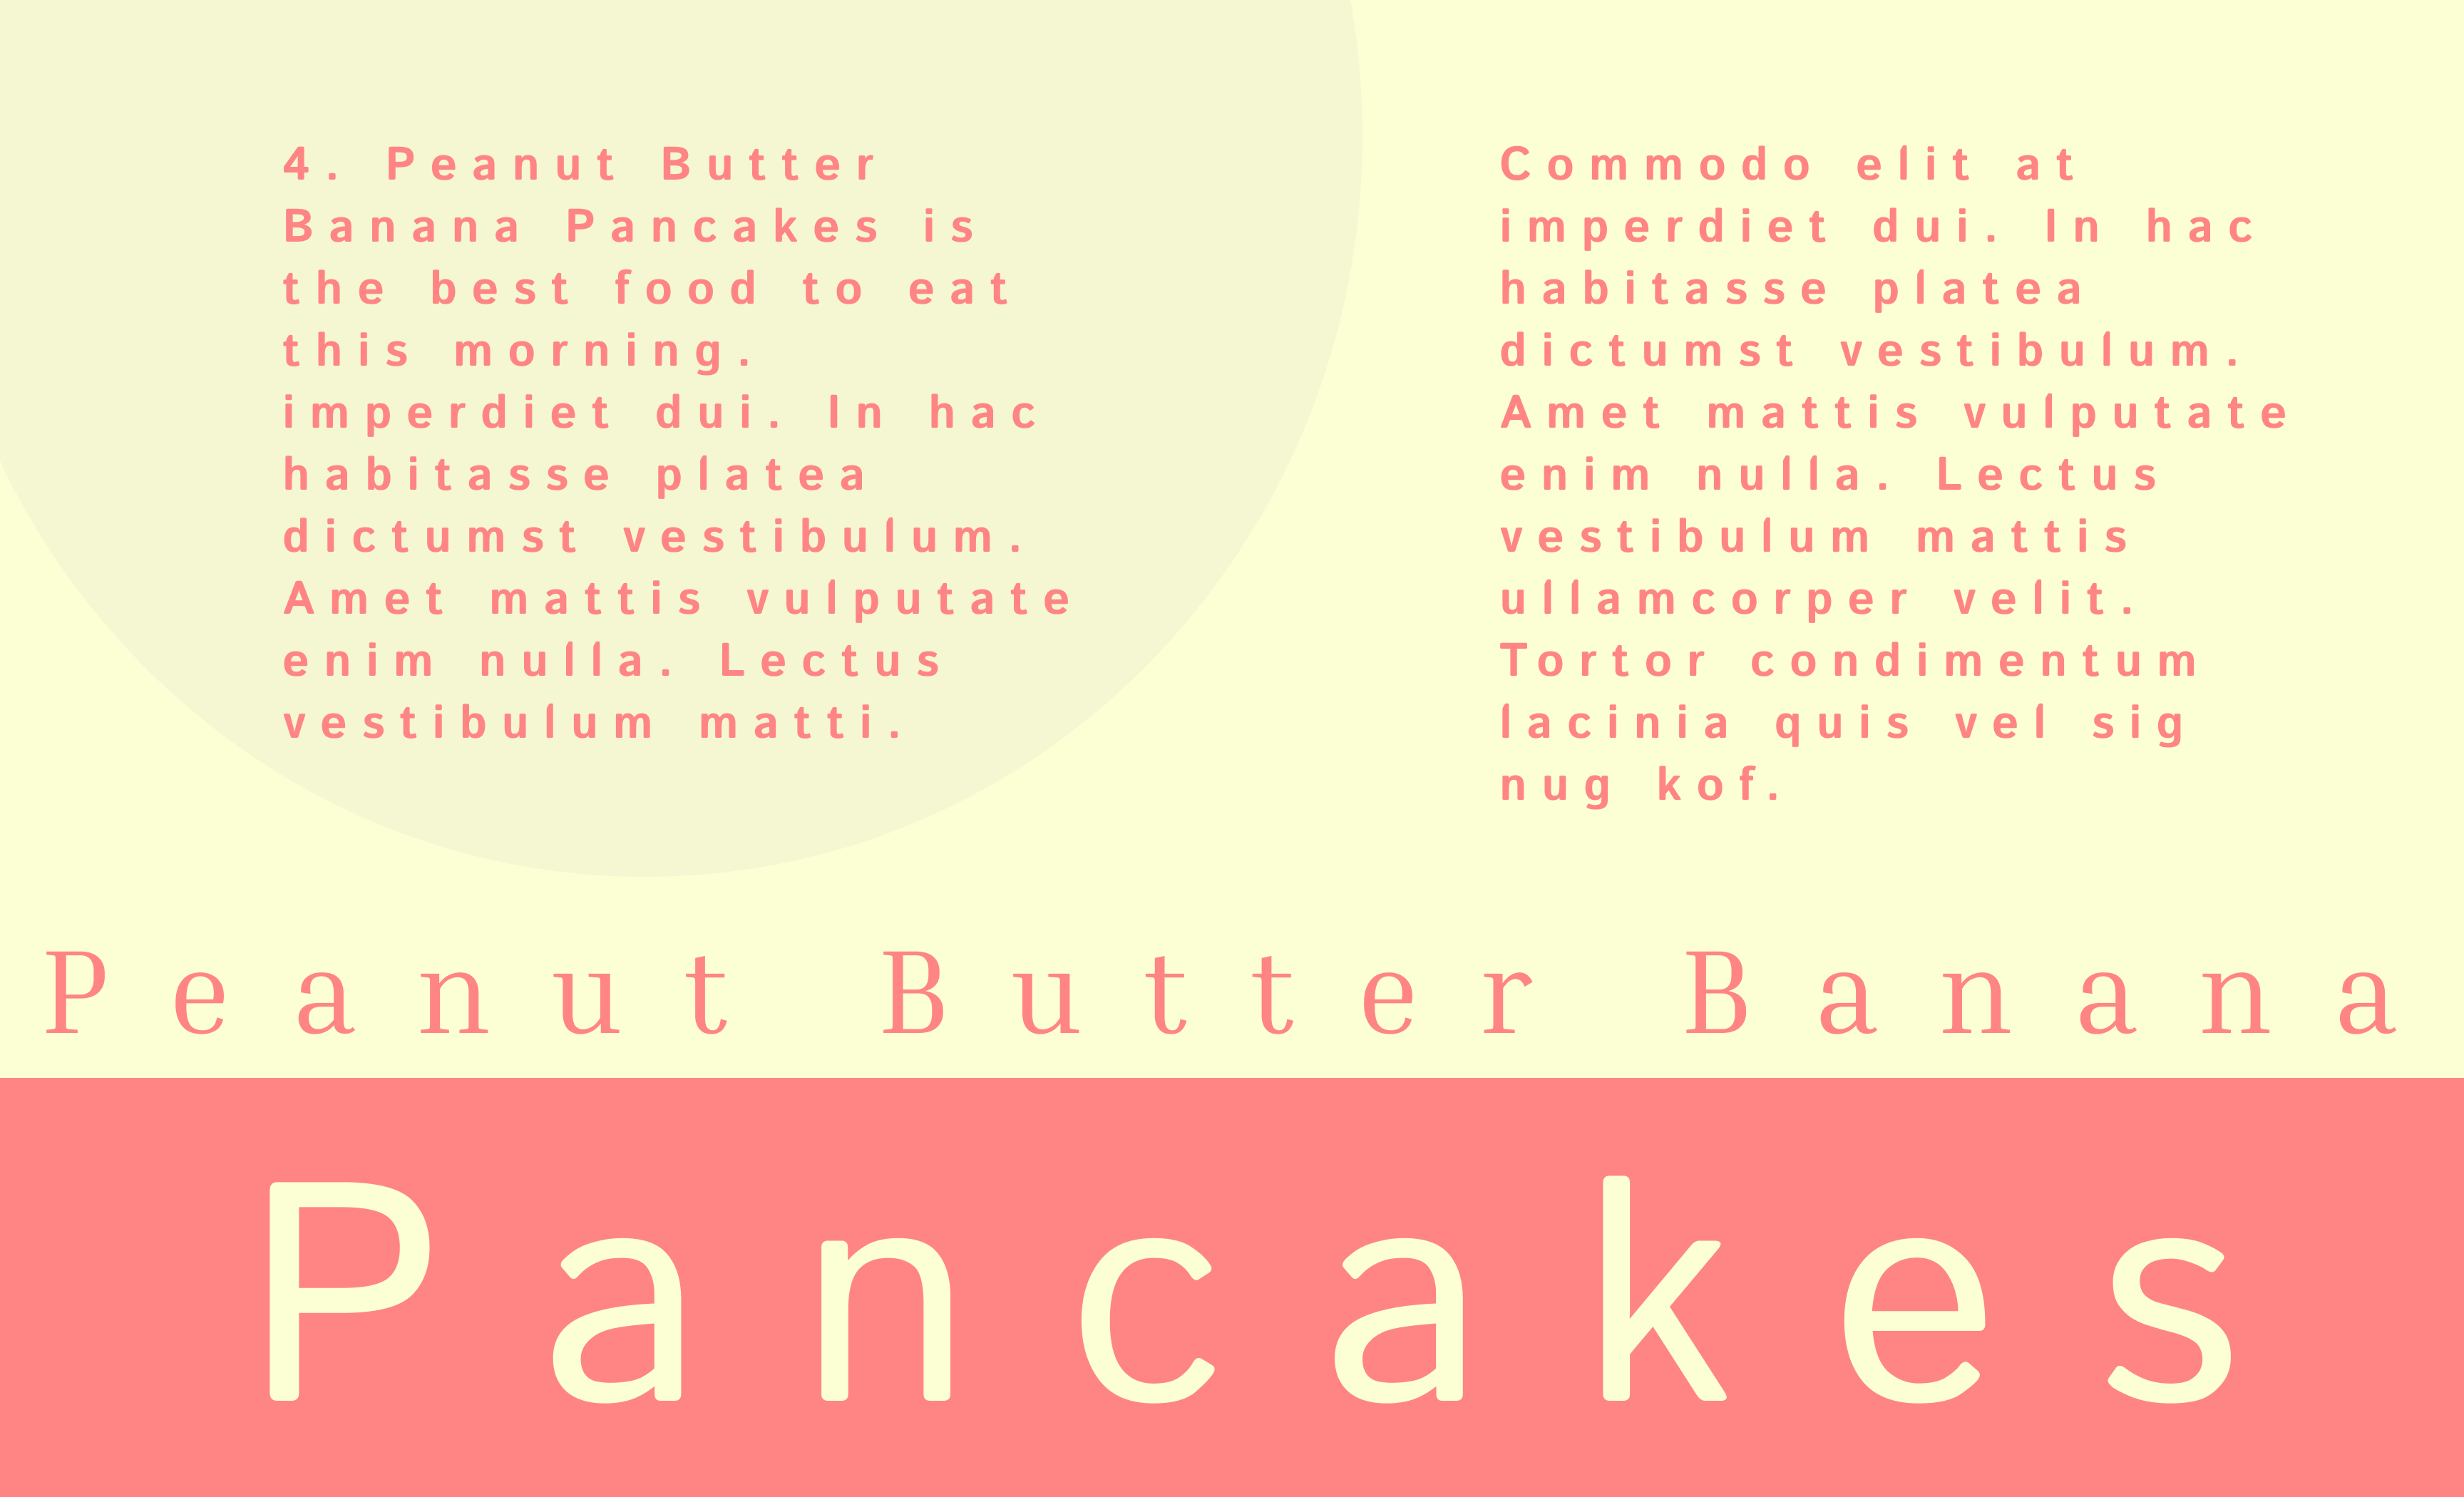 4. Peanut Butter
Banana Pancakes is
the best food to eat
this morning.
imperdiet dui. In hac
habitasse platea
dictumst vestibulum.
Amet mattis vulputate
enim nulla. Lectus
vestibulum matti.
Commodo elit at
imperdiet dui. In hac
habitasse platea
dictumst vestibulum.
Amet mattis vulputate
enim nulla. Lectus
vestibulum mattis
ullamcorper velit.
Tortor condimentum
lacinia quis vel sig
nug kof.
Peanut Butter Banana
Pancakes